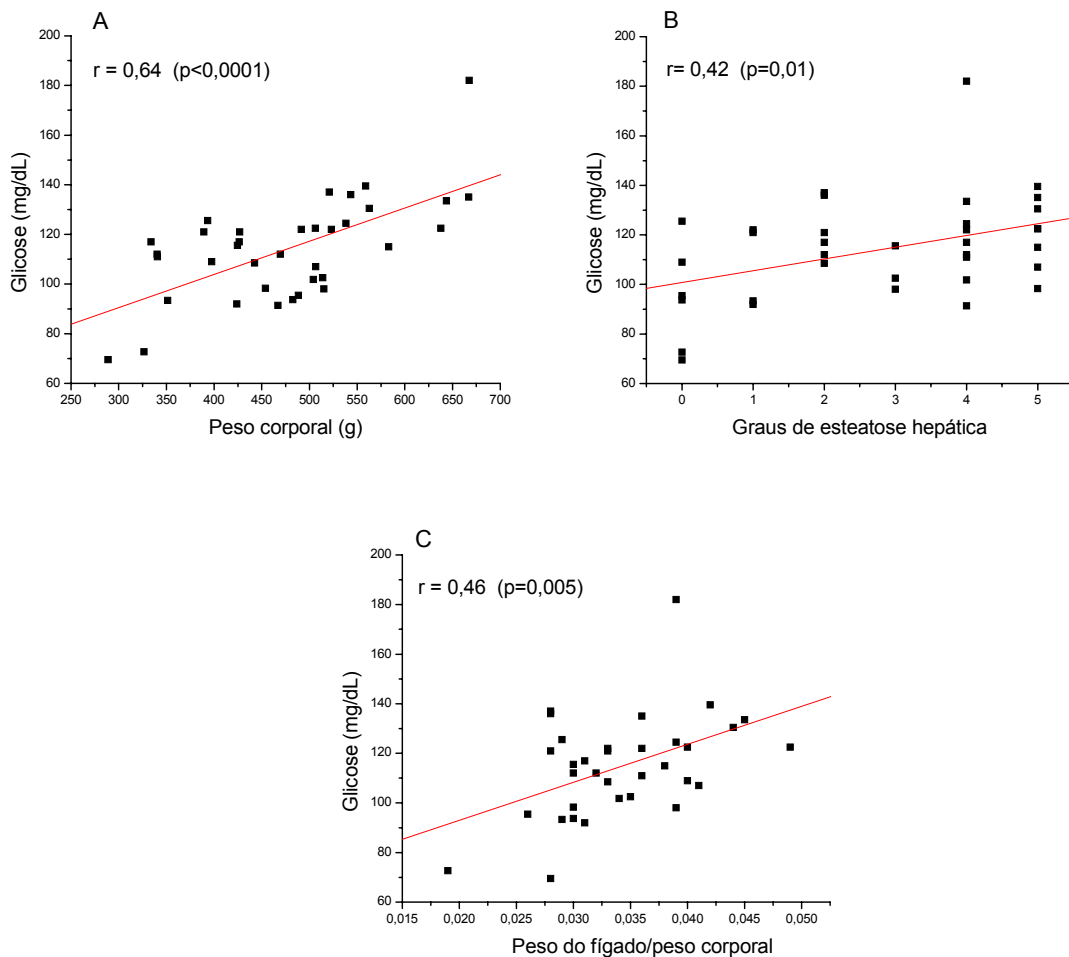 A
r = 0,64 (p<0,0001)
200
180
160
140
120
100
80
60
Glicose (mg/dL)
250 300 350 400 450 500 550 600 650 700
Peso corporal (g)
B
r= 0,42 (p=0,01)
200
180
160
140
120
100
80
60
Glicose (mg/dL)
0 1 2 3 4 5
Graus de esteatose hepática
C
r = 0,46 (p=0,005)
200
180
160
140
120
100
80
60
Glicose (mg/dL)
0,015 0,020 0,025 0,030 0,035 0,040 0,045 0,050
Peso do fígado/peso corporal